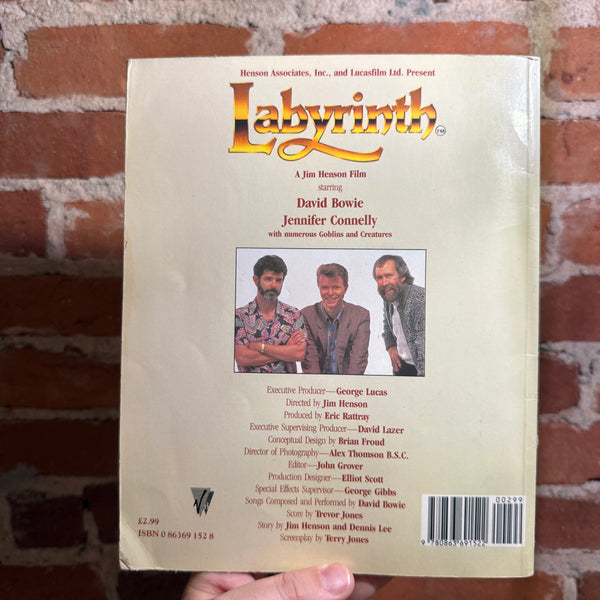 Henson Associates, Inc., and Lucasfilm Ltd. Present
Labyrinth TM
A Jim Henson Film
starring
David Bowie
Jennifer Connelly
with numerous Goblins and Creatures
Executive Producer—George Lucas
Directed by Jim Henson
Produced by Eric Rattray
Executive Supervising Producer—David Lazer
Conceptual Design by Brian Froud
Director of Photography—Alex Thomson B.S.C.
Editor—John Grover
Production Designer—Elliot Scott
Special Effects Supervisor—George Gibbs
Songs Composed and Performed by David Bowie
Score by Trevor Jones
Story by Jim Henson and Dennis Lee
Screenplay by Terry Jones
£2.99
ISBN 0 86369 152 8
00299
9 780863 691522